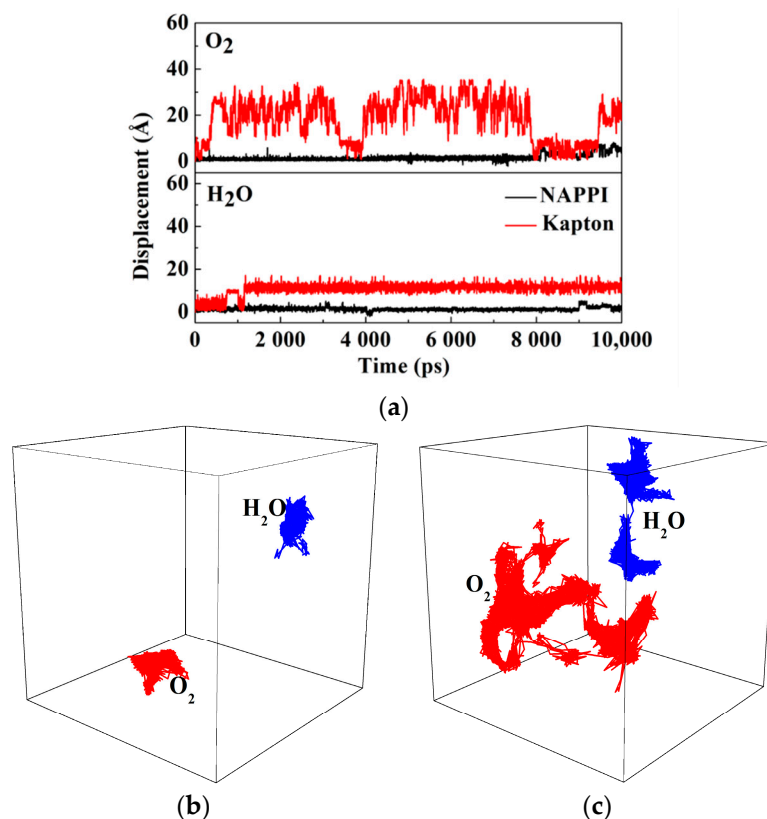 60
O2
40
20
0
60
H2O
NAPPI
40
Kapton
20
0
Displacement (Å)
0 2 000 4 000 6 000 8 000 10,000
Time (ps)
(a)
H2O
O2
(b)
H2O
O2
(c)